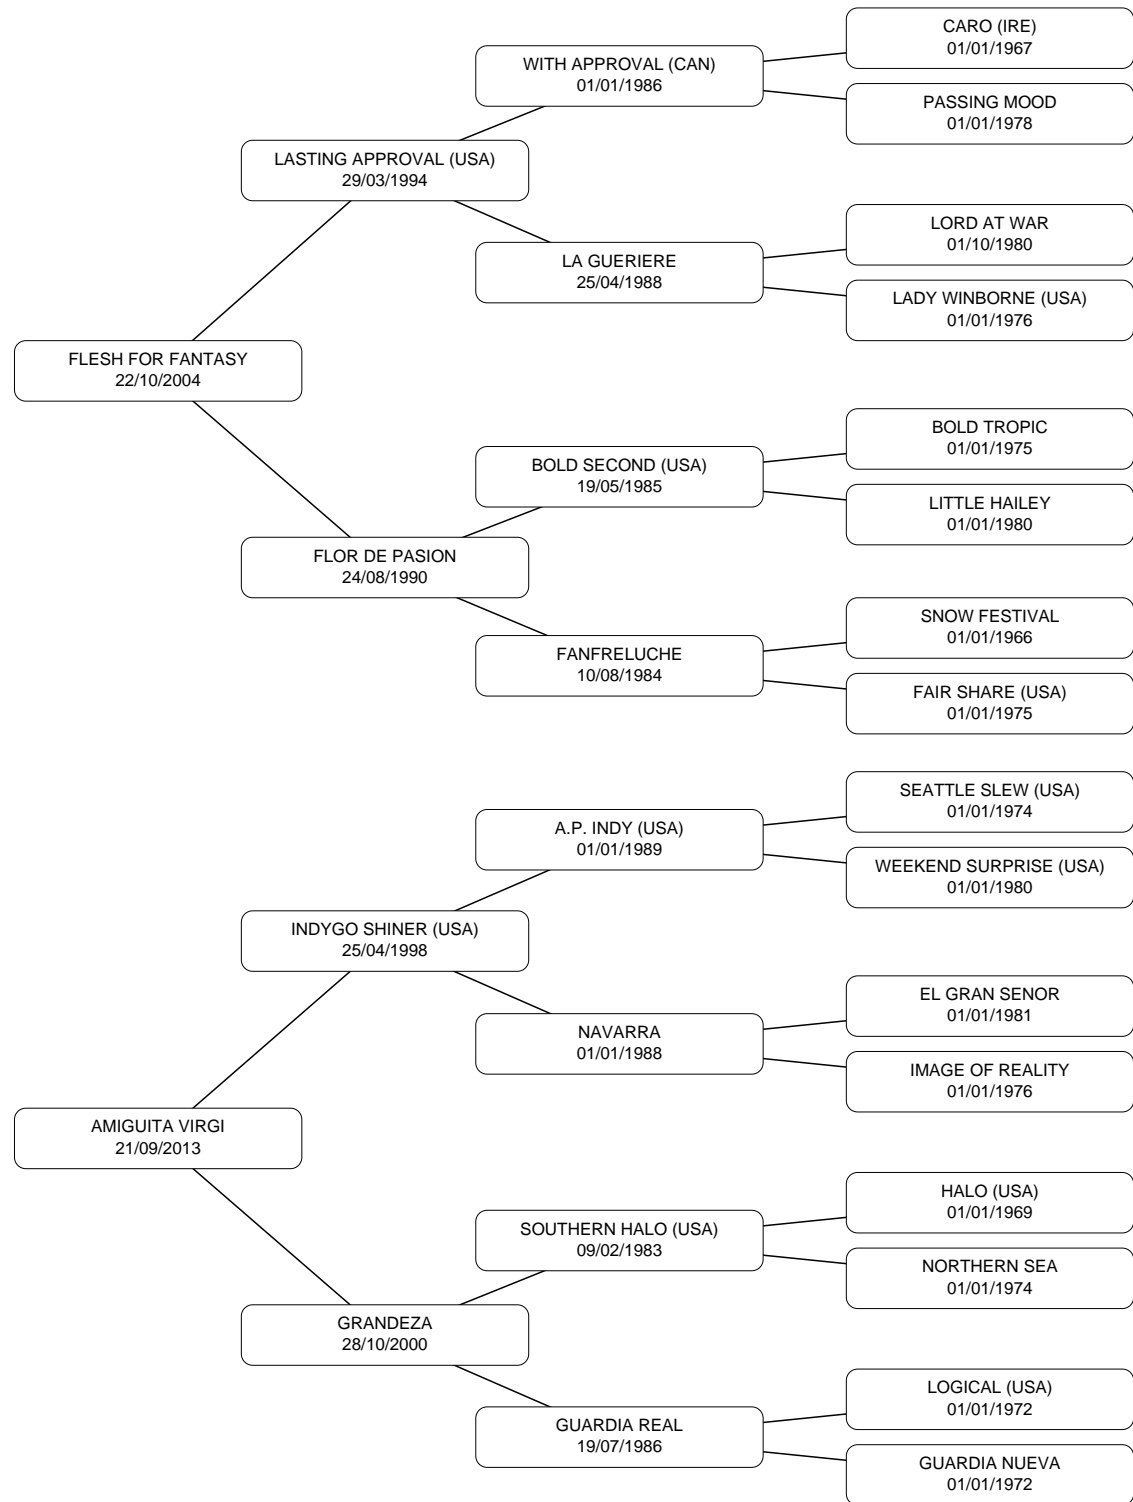 CARO (IRE)
01/01/1967
WITH APPROVAL (CAN)
01/01/1986
PASSING MOOD
01/01/1978
LASTING APPROVAL (USA)
29/03/1994
LORD AT WAR
01/10/1980
LA GUERIERE
25/04/1988
LADY WINBORNE (USA)
01/01/1976
FLESH FOR FANTASY
22/10/2004
BOLD TROPIC
01/01/1975
BOLD SECOND (USA)
19/05/1985
LITTLE HAILEY
01/01/1980
FLOR DE PASION
24/08/1990
SNOW FESTIVAL
01/01/1966
FANFRELUCHE
10/08/1984
FAIR SHARE (USA)
01/01/1975
SEATTLE SLEW (USA)
01/01/1974
A.P. INDY (USA)
01/01/1989
WEEKEND SURPRISE (USA)
01/01/1980
INDYGO SHINER (USA)
25/04/1998
EL GRAN SENOR
01/01/1981
NAVARRA
01/01/1988
IMAGE OF REALITY
01/01/1976
AMIGUITA VIRGI
21/09/2013
HALO (USA)
01/01/1969
SOUTHERN HALO (USA)
09/02/1983
NORTHERN SEA
01/01/1974
GRANDEZA
28/10/2000
LOGICAL (USA)
01/01/1972
GUARDIA REAL
19/07/1986
GUARDIA NUEVA
01/01/1972